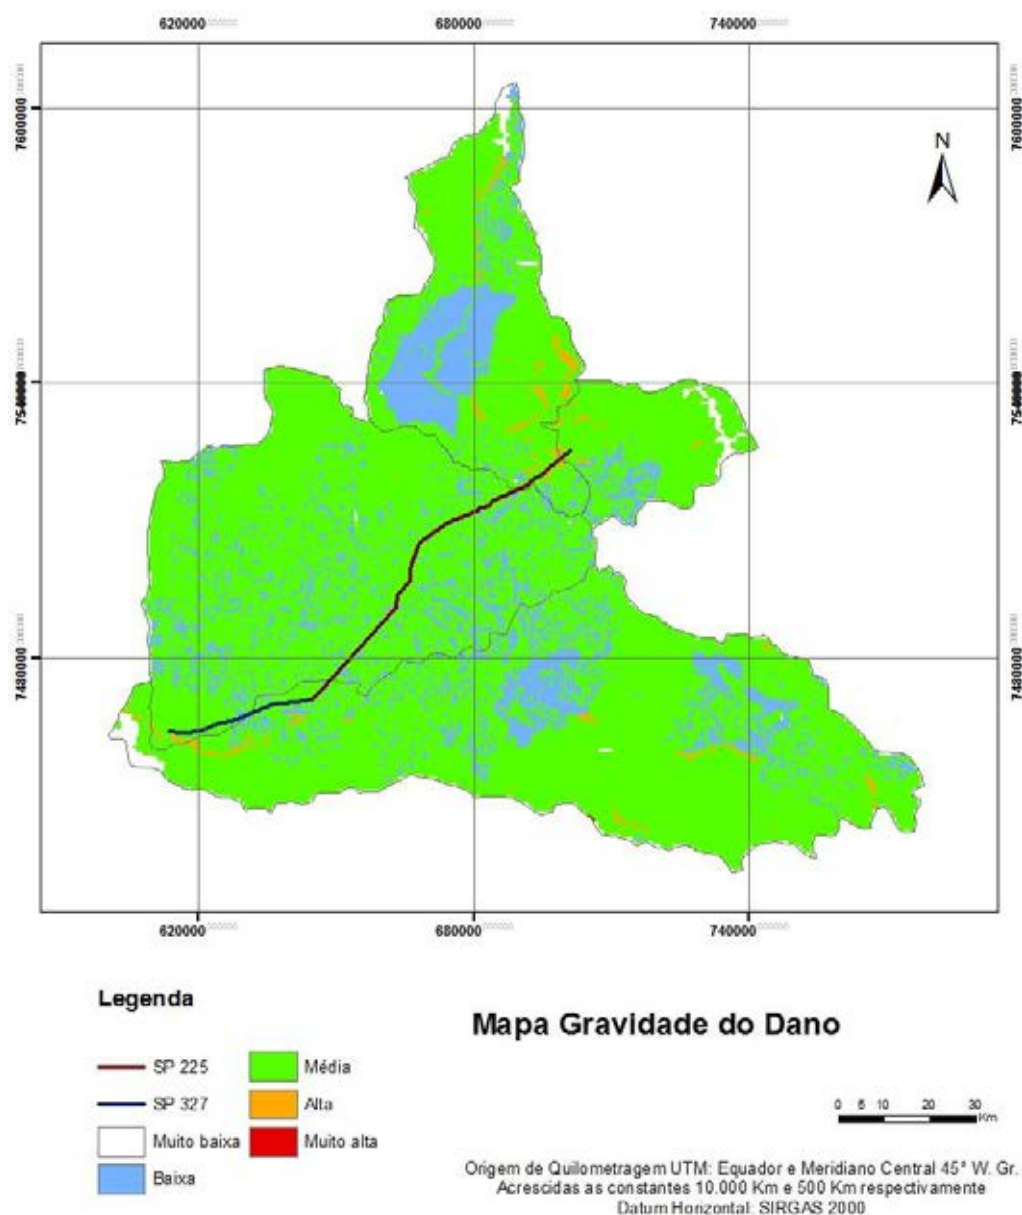 620000 680000 740000
7600000 7600000
N
7540000
7480000 7480000
620000 680000 740000
Legenda
Mapa Gravidade do Dano
SP 225 Média
SP 327 Alta
Muito baixa Muito alta
Baixa
0 5 10 20 30
Km
Origem de Quilometragem UTM: Equador e Meridiano Central 45° W. Gr.
Acrescidas as constantes 10.000 Km e 500 Km respectivamente
Datum Horizontal: SIRGAS 2000